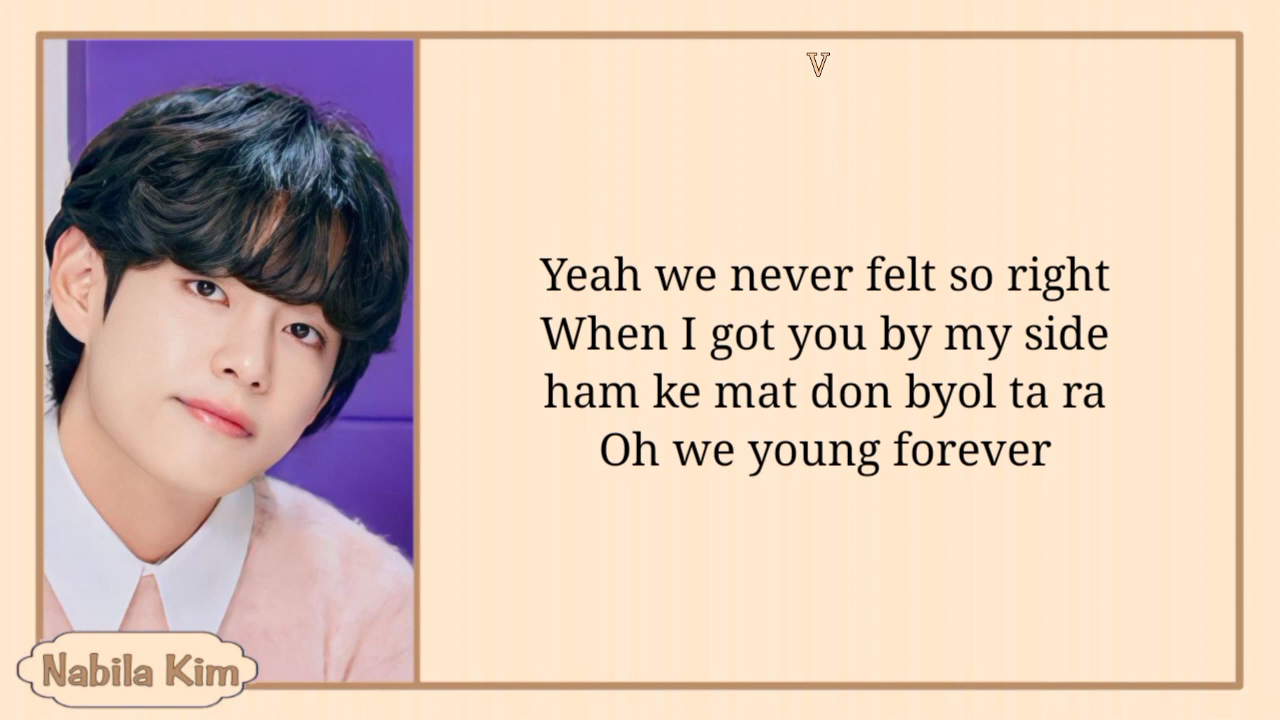 V
Yeah we never felt so right
When I got you by my side
ham ke mat don byol ta ra
Oh we young forever
Nabila Kim